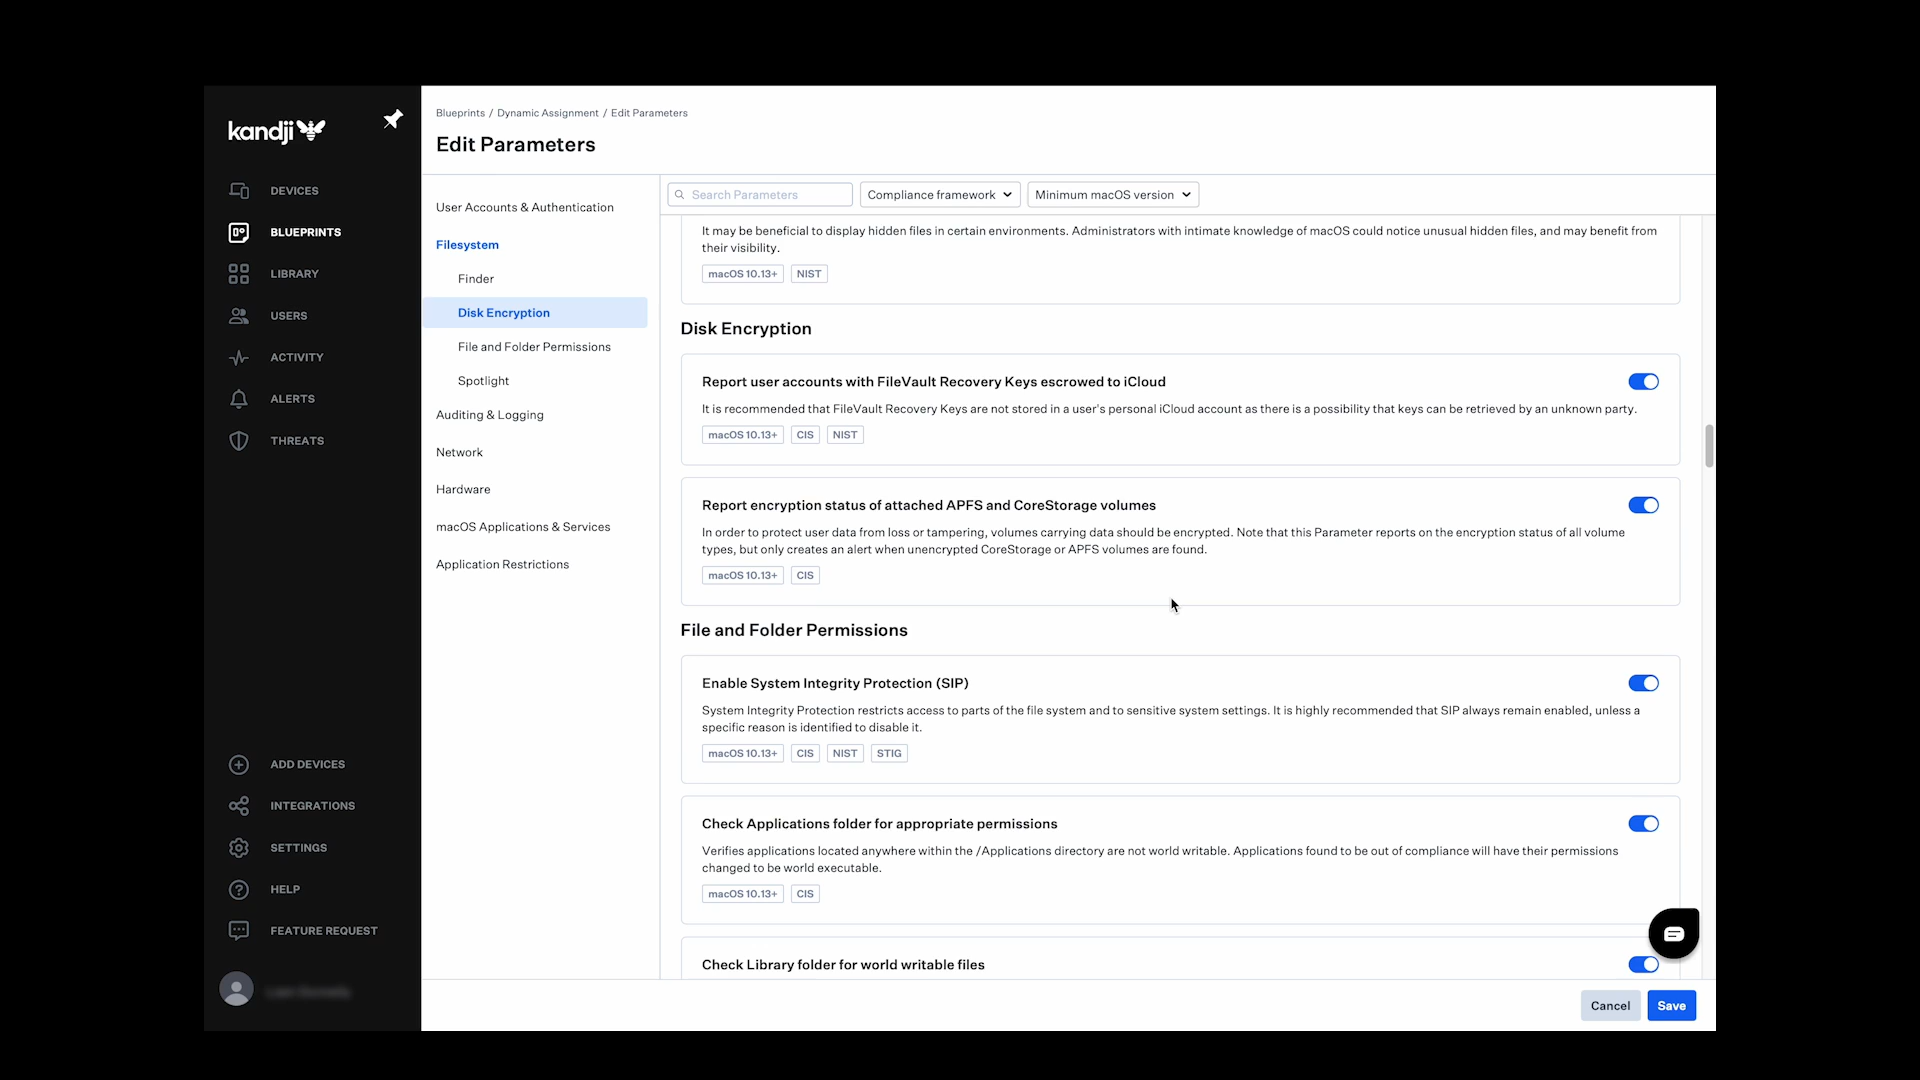 kandji
DEVICES
BLUEPRINTS
LIBRARY
USERS
ACTIVITY
ALERTS
THREATS
ADD DEVICES
INTEGRATIONS
SETTINGS
HELP
FEATURE REQUEST
Blueprints / Dynamic Assignment / Edit Parameters
Edit Parameters
User Accounts & Authentication
Filesystem
Finder
Disk Encryption
File and Folder Permissions
Spotlight
Auditing & Logging
Network
Hardware
macOS Applications & Services
Application Restrictions
Search Parameters
Compliance framework
Minimum macOS version
It may be beneficial to display hidden files in certain environments. Administrators with intimate knowledge of macOS could notice unusual hidden files, and may benefit from
their visibility.
macOS 10.13+ NIST
Disk Encryption
Report user accounts with FileVault Recovery Keys escrowed to iCloud
It is recommended that FileVault Recovery Keys are not stored in a user's personal iCloud account as there is a possibility that keys can be retrieved by an unknown party.
macOS 10.13+ CIS NIST
Report encryption status of attached APFS and CoreStorage volumes
In order to protect user data from loss or tampering, volumes carrying data should be encrypted. Note that this Parameter reports on the encryption status of all volume
types, but only creates an alert when unencrypted CoreStorage or APFS volumes are found.
macOS 10.13+ CIS
File and Folder Permissions
Enable System Integrity Protection (SIP)
System Integrity Protection restricts access to parts of the file system and to sensitive system settings. It is highly recommended that SIP always remain enabled, unless a
specific reason is identified to disable it.
macOS 10.13+ CIS NIST STIG
Check Applications folder for appropriate permissions
Verifies applications located anywhere within the /Applications directory are not world writable. Applications found to be out of compliance will have their permissions
changed to be world executable.
macOS 10.13+ CIS
Check Library folder for world writable files
Cancel
Save